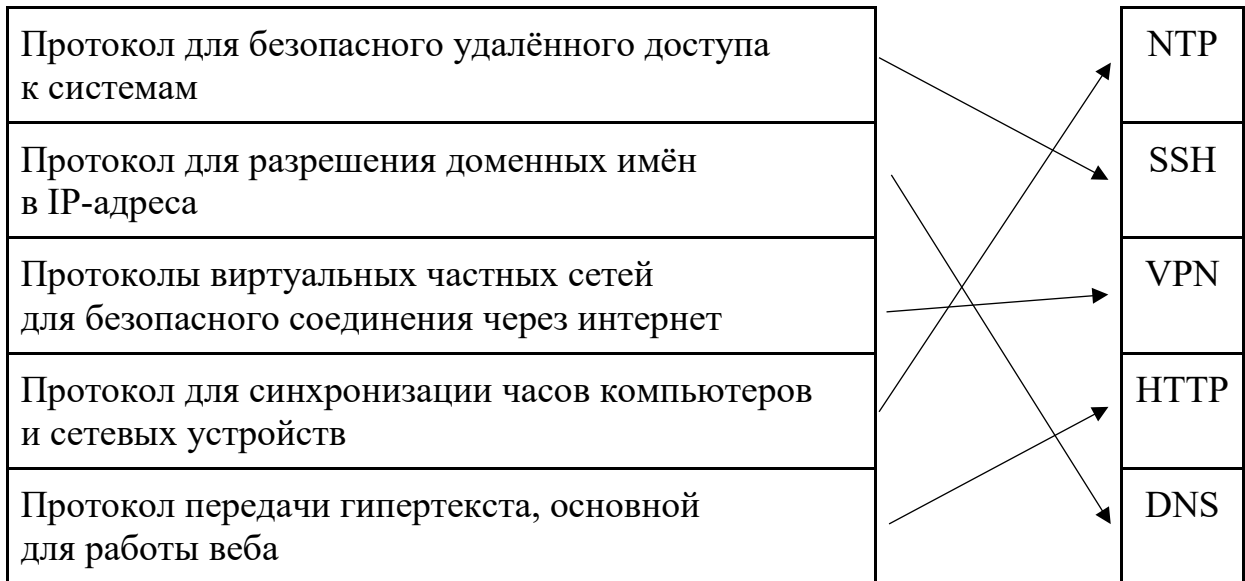 Протокол для безопасного удалённого доступа
к системам
NTP
Протокол для разрешения доменных имён
в IP-адреса
SSH
Протоколы виртуальных частных сетей
для безопасного соединения через интернет
VPN
Протокол для синхронизации часов компьютеров
и сетевых устройств
HTTP
Протокол передачи гипертекста, основной
для работы веба
DNS